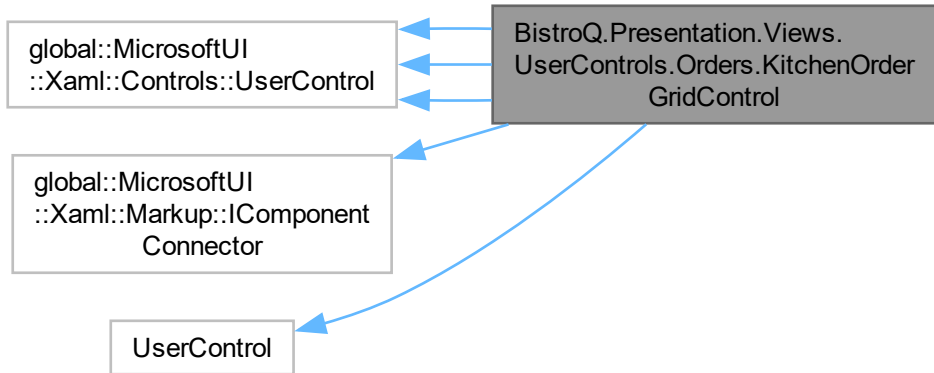 global::MicrosoftUI
::Xaml::Controls::UserControl
BistroQ.Presentation.Views.
UserControls.Orders.KitchenOrder
GridControl
global::MicrosoftUI
::Xaml::Markup::IComponent
Connector
UserControl